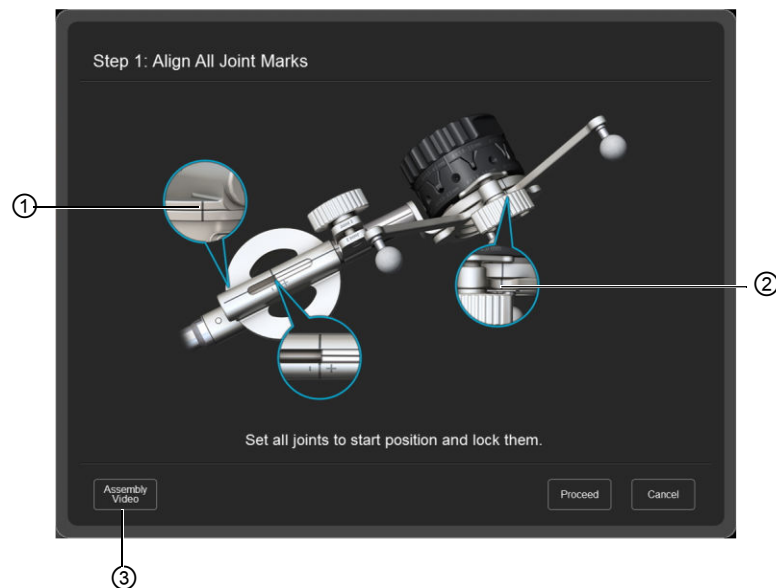 Step 1: Align All Joint Marks
1
2
- +
Set all joints to start position and lock them.
Assembly
Video
Proceed
Cancel
3